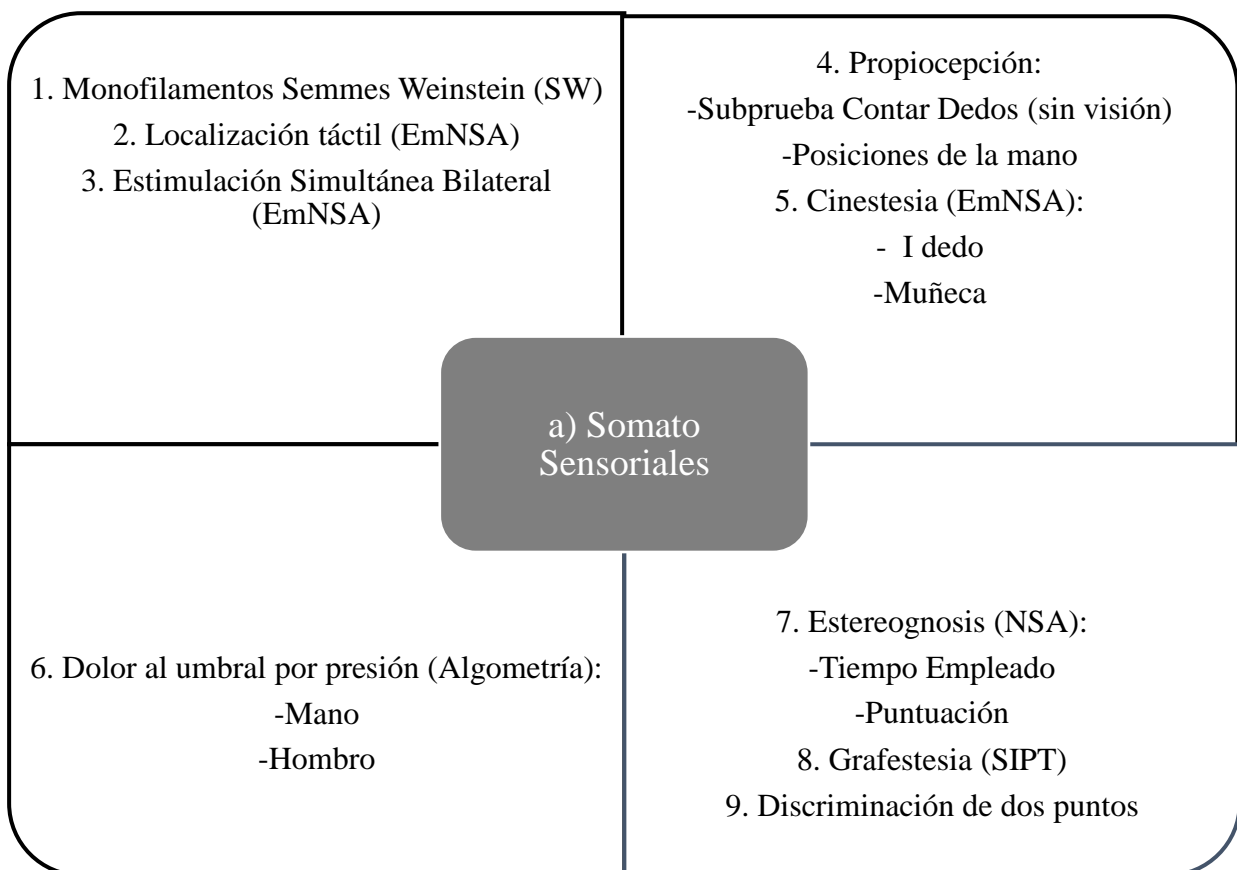 1. Monofilamentos Semmes Weinstein (SW)
2. Localización táctil (EmNSA)
3. Estimulación Simultánea Bilateral
(EmNSA)
4. Propiocepción:
-Subprueba Contar Dedos (sin visión)
-Posiciones de la mano
5. Cinestesia (EmNSA):
- I dedo
-Muñeca
a) Somato
Sensoriales
6. Dolor al umbral por presión (Algometría):
-Mano
-Hombro
7. Estereognosis (NSA):
-Tiempo Empleado
-Puntuación
8. Grafestesia (SIPT)
9. Discriminación de dos puntos